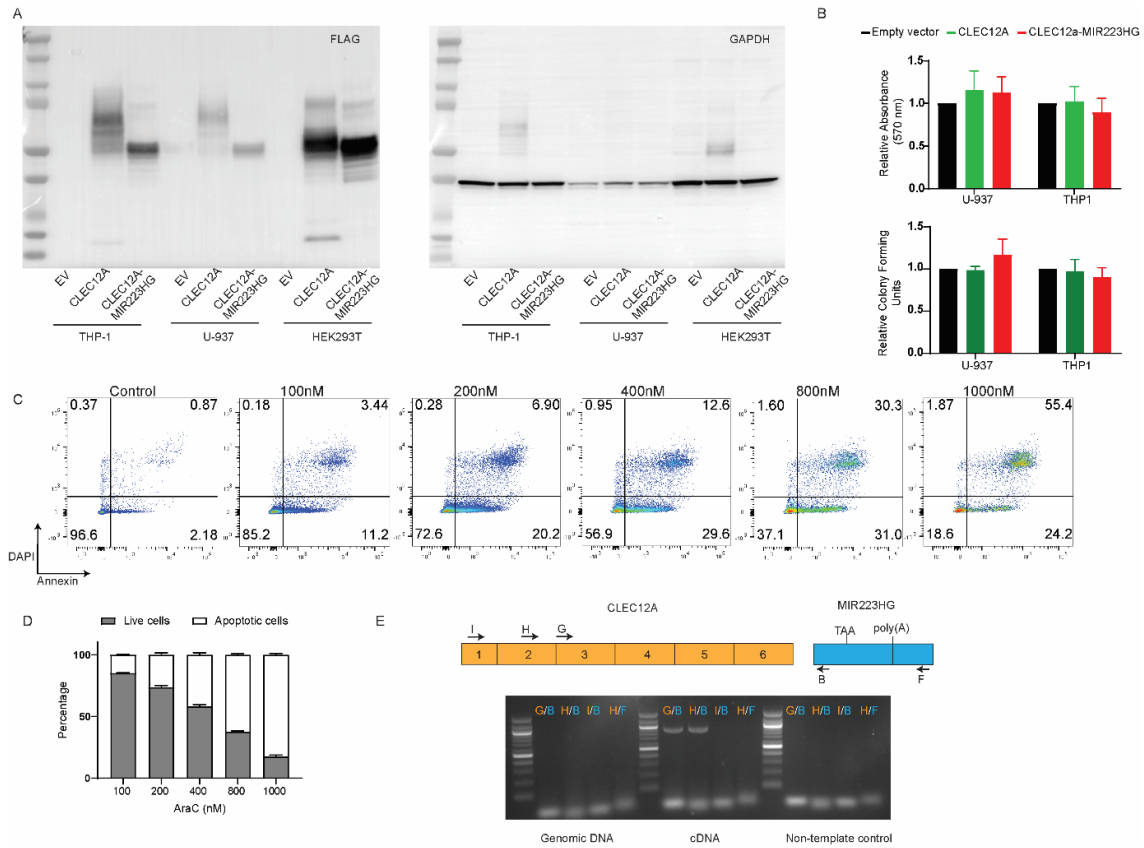 A
FLAG
EV
CLEC12A
CLEC12A-
MIR223HG
EV
CLEC12A
CLEC12A-
MIR223HG
EV
CLEC12A
CLEC12A-
MIR223HG
THP-1
U-937
HEK293T
GAPDH
EV
CLEC12A
CLEC12A-
MIR223HG
EV
CLEC12A
CLEC12A-
MIR223HG
EV
CLEC12A
CLEC12A-
MIR223HG
THP-1
U-937
HEK293T
B
Empty vector CLEC12A CLEC12a-MIR223HG
Relative Absorbance
(570 nm)
1.5
1.0
0.5
0.0
U-937 THP1
Relative Colony Forming
Units
1.5
1.0
0.5
0.0
U-937 THP1
C
Control 100nM 200nM 400nM 800nM 1000nM
0.37 0.87 0.18 3.44 0.28 6.90 0.95 12.6 1.60 30.3 1.87 55.4
96.6 2.18 85.2 11.2 72.6 20.2 56.9 29.6 37.1 31.0 18.6 24.2
DAPI
Annexin
D
Live cells Apoptotic cells
Percentage
100
50
0
100 200 400 800 1000
AraC (nM)
E
CLEC12A MIR223HG
I H G TAA poly(A)
1 2 3 4 5 6
B F
G/B H/B I/B H/F G/B H/B I/B H/F G/B H/B I/B H/F
Genomic DNA cDNA Non-template control